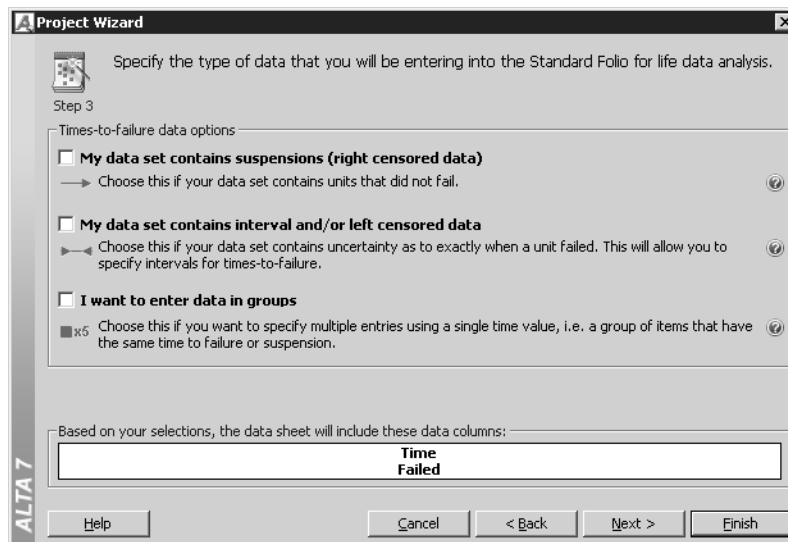 Project Wizard
Specify the type of data that you will be entering into the Standard Folio for life data analysis.
Step 3
Times-to-failure data options
My data set contains suspensions (right censored data)
Choose this if your data set contains units that did not fail.
My data set contains interval and/or left censored data
Choose this if your data set contains uncertainty as to exactly when a unit failed. This will allow you to
specify intervals for times-to-failure.
I want to enter data in groups
x5 Choose this if you want to specify multiple entries using a single time value, i.e. a group of items that have
the same time to failure or suspension.
Based on your selections, the data sheet will include these data columns:
Time
Failed
ALTA 7
Help
Cancel
< Back
Next >
Finish